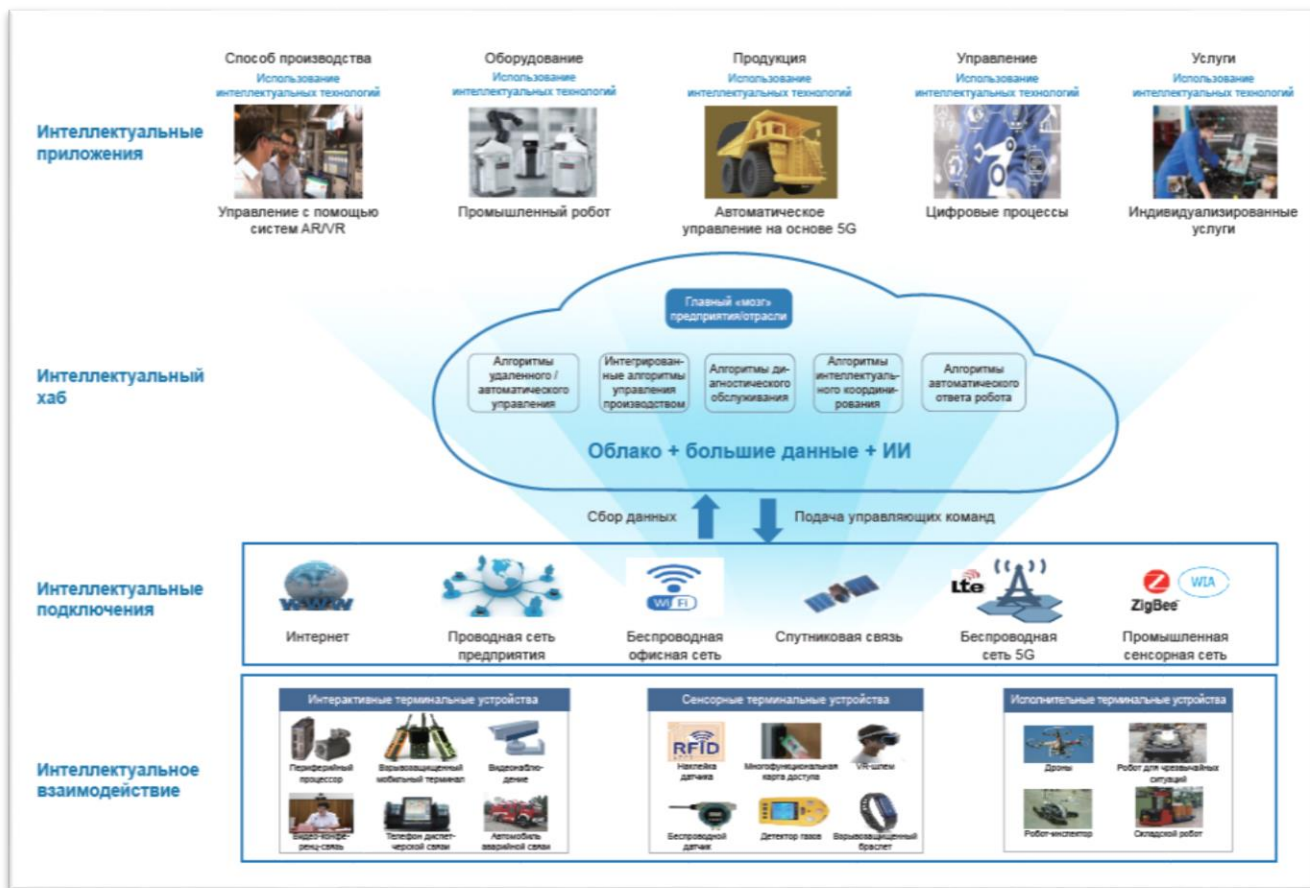 Способ производства
Использование
интеллектуальных технологий
Оборудование
Использование
интеллектуальных технологий
Продукция
Использование
интеллектуальных технологий
Управление
Использование
интеллектуальных технологий
Услуги
Использование
интеллектуальных технологий
Интеллектуальные
приложения
Управление с помощью
систем AR/VR
Промышленный робот
Автоматическое
управление на основе 5G
Цифровые процессы
Индивидуализированные
услуги
Интеллектуальный
хаб
Главный «мозг»
предприятия/отрасли
Алгоритмы
удаленного /
автоматического
управления
Интегрирован-
ные алгоритмы
управления
производством
Алгоритмы ди-
агностического
обслуживания
Алгоритмы
интеллектуаль-
ного координи-
рования
Алгоритмы
автоматического
ответа робота
Облако + большие данные + ИИ
Сбор данных
Подача управляющих команд
Интеллектуальные
подключения
www
Интернет
Проводная сеть
предприятия
Wi Fi
Беспроводная
офисная сеть
Спутниковая связь
Lte
Беспроводная
сеть 5G
ZigBee
WIA
Промышленная
сенсорная сеть
Интеллектуальное
взаимодействие
Интерактивные терминальные устройства
Периферийный
процессор
Взрывозащищенный
мобильный терминал
Видеонаблю-
дение
Видео-конфе-
ренц-связь
Телефон диспет-
черской связи
Автомобиль
аварийной связи
Сенсорные терминальные устройства
RFID
Наклейка
датчика
Многофункциональная
карта доступа
VR-шлем
Беспроводной
датчик
Детектор газов
Взрывозащищенный
браслет
Исполнительные терминальные устройства
Дроны
Робот для чрезвычайных
ситуаций
Робот-инспектор
Складской робот